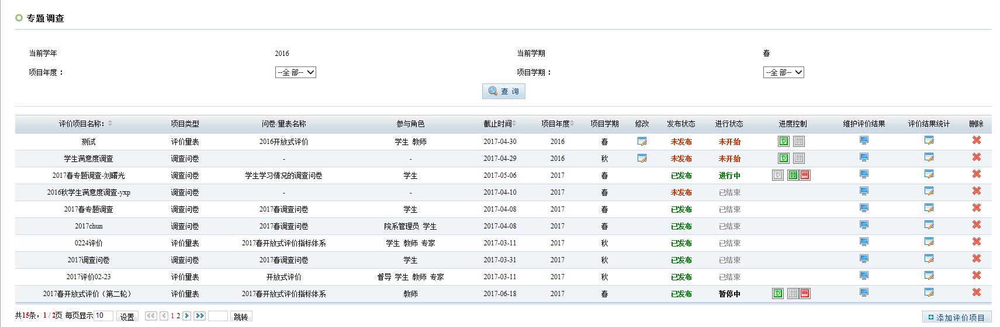 专题调查
当前学年 2016 当前学期 春
项目年度： --全 部-- 项目学期： --全 部--
查 询
评价项目名称： 项目类型 问卷/量表名称 参与角色 截止时间 项目年度 项目学期 修改 发布状态 进行状态 进度控制 维护评价结果 评价结果统计 删除
测试 评价量表 2016开放式评价 学生 教师 2017-04-30 2016 春 未发布 未开始
学生满意度调查 调查问卷 - - 2017-04-29 2016 秋 未发布 未开始
2017春专题调查-刘曙光 调查问卷 学生学习情况的调查问卷 学生 2017-05-06 2017 春 已发布 进行中
2016秋学生满意度调查-yxp 调查问卷 - - 2017-04-10 2017 春 未发布 已结束
2017春专题调查 调查问卷 2017春调查问卷 学生 2017-04-08 2017 春 已发布 已结束
2017chun 调查问卷 2017春调查问卷 院系管理员 学生 2017-04-08 2017 春 已发布 已结束
0224评价 评价量表 2017春开放式评价指标体系 学生 教师 专家 2017-03-11 2017 秋 已发布 已结束
2017调查问卷 调查问卷 2017春调查问卷 学生 2017-03-31 2017 秋 已发布 已结束
2017评价02-23 评价量表 开放式评价 督导 学生 教师 专家 2017-03-11 2017 秋 已发布 已结束
2017春开放式评价（第二轮） 评价量表 2017春开放式评价指标体系 教师 2017-06-18 2017 春 已发布 暂停中
共15条，1 / 2页 每页显示 10 设置 1 2 跳转 添加评价项目